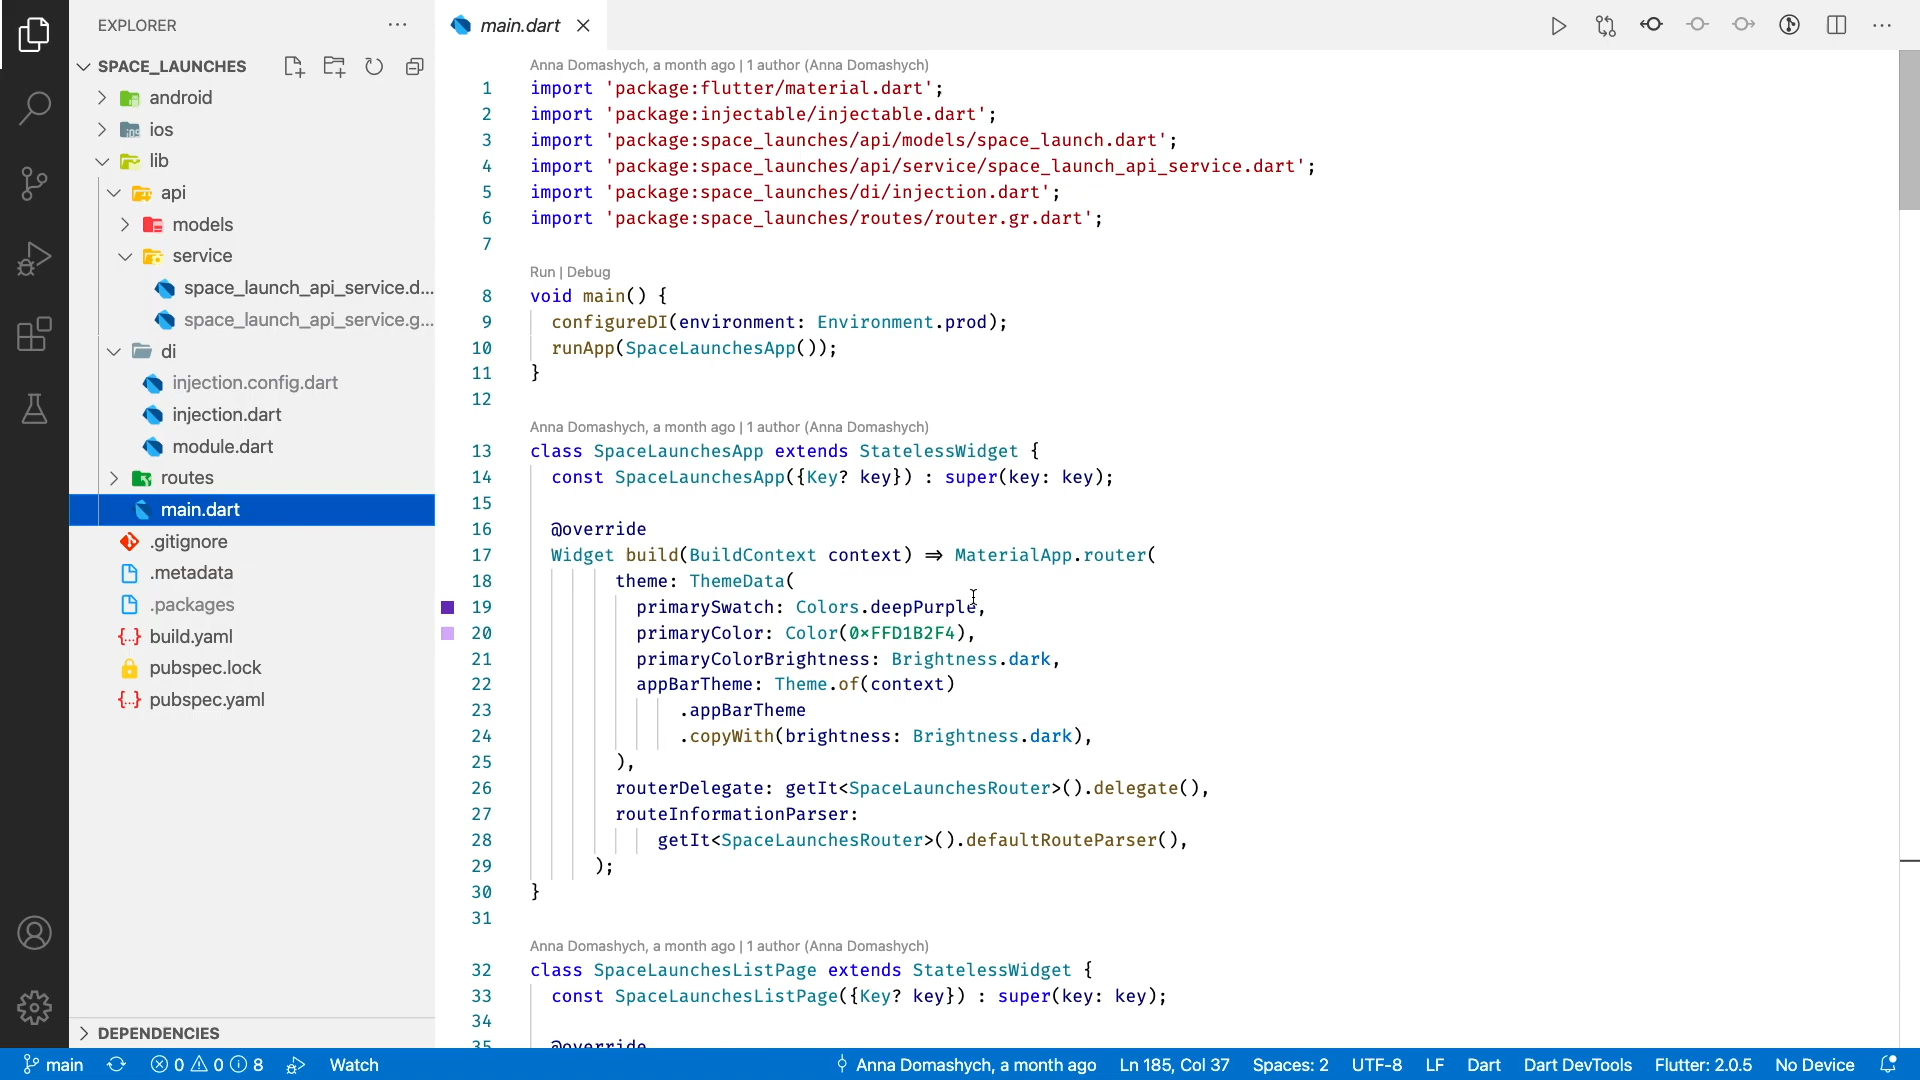 EXPLORER
SPACE_LAUNCHES
android
ios
lib
api
models
service
space_launch_api_service.d...
space_launch_api_service.g...
di
injection.config.dart
injection.dart
module.dart
routes
main.dart
.gitignore
.metadata
.packages
build.yaml
pubspec.lock
pubspec.yaml
DEPENDENCIES
main.dart
Anna Domashych, a month ago | 1 author (Anna Domashych)
1 import 'package:flutter/material.dart';
2 import 'package:injectable/injectable.dart';
3 import 'package:space_launches/api/models/space_launch.dart';
4 import 'package:space_launches/api/service/space_launch_api_service.dart';
5 import 'package:space_launches/di/injection.dart';
6 import 'package:space_launches/routes/router.gr.dart';
7
Run | Debug
8 void main() {
9 configureDI(environment: Environment.prod);
10 runApp(SpaceLaunchesApp());
11 }
12
Anna Domashych, a month ago | 1 author (Anna Domashych)
13 class SpaceLaunchesApp extends StatelessWidget {
14 const SpaceLaunchesApp({Key? key}) : super(key: key);
15
16 @override
17 Widget build(BuildContext context) => MaterialApp.router(
18 theme: ThemeData(
19 primarySwatch: Colors.deepPurple,
20 primaryColor: Color(0xFFD1B2F4),
21 primaryColorBrightness: Brightness.dark,
22 appBarTheme: Theme.of(context)
23 .appBarTheme
24 .copyWith(brightness: Brightness.dark),
25 ),
26 routerDelegate: getIt<SpaceLaunchesRouter>().delegate(),
27 routeInformationParser:
28 getIt<SpaceLaunchesRouter>().defaultRouteParser(),
29 );
30 }
31
Anna Domashych, a month ago | 1 author (Anna Domashych)
32 class SpaceLaunchesListPage extends StatelessWidget {
33 const SpaceLaunchesListPage({Key? key}) : super(key: key);
34
35 @override
main 0 0 8 Watch Anna Domashych, a month ago Ln 185, Col 37 Spaces: 2 UTF-8 LF Dart Dart DevTools Flutter: 2.0.5 No Device